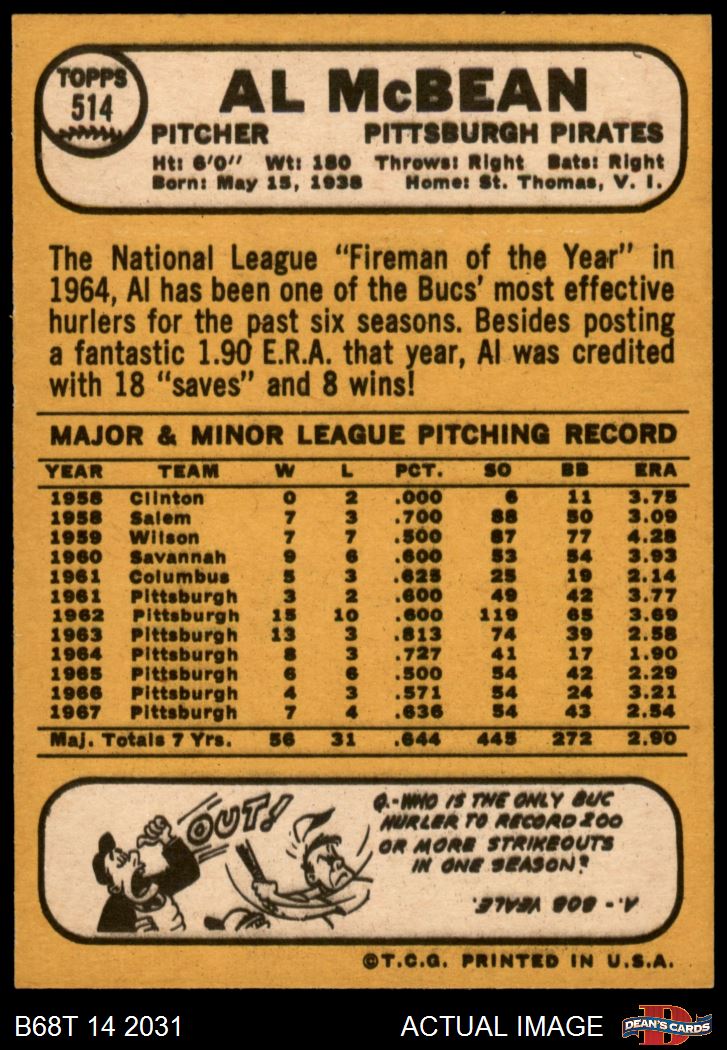 TOPPS
514
AL McBEAN
PITCHER PITTSBURGH PIRATES
Ht: 6'0" Wt: 180 Throws: Right Bats: Right
Born: May 15, 1938 Home: St. Thomas, V. I.
The National League "Fireman of the Year" in
1964, Al has been one of the Bucs' most effective
hurlers for the past six seasons. Besides posting
a fantastic 1.90 E.R.A. that year, Al was credited
with 18 "saves" and 8 wins!
MAJOR & MINOR LEAGUE PITCHING RECORD
YEAR TEAM W L PCT. SO BB ERA
1958 Clinton 0 2 .000 6 11 3.75
1958 Salem 7 3 .700 88 50 3.09
1959 Wilson 7 7 .500 87 77 4.28
1960 Savannah 9 6 .600 53 54 3.93
1961 Columbus 5 3 .625 25 19 2.14
1961 Pittsburgh 3 2 .600 49 42 3.77
1962 Pittsburgh 15 10 .600 119 65 3.69
1963 Pittsburgh 13 3 .813 74 39 2.58
1964 Pittsburgh 8 3 .727 41 17 1.90
1965 Pittsburgh 6 6 .500 54 42 2.29
1966 Pittsburgh 4 3 .571 54 24 3.21
1967 Pittsburgh 7 4 .636 54 43 2.54
Maj. Totals 7 Yrs. 56 31 .644 445 272 2.90
OUT!
Q.-WHO IS THE ONLY BUC
HURLER TO RECORD 200
OR MORE STRIKEOUTS
IN ONE SEASON?
A.- BOB VEALE.
©T.C.G. PRINTED IN U.S.A.
B68T 14 2031 ACTUAL IMAGE
D
DEAN'S CARDS